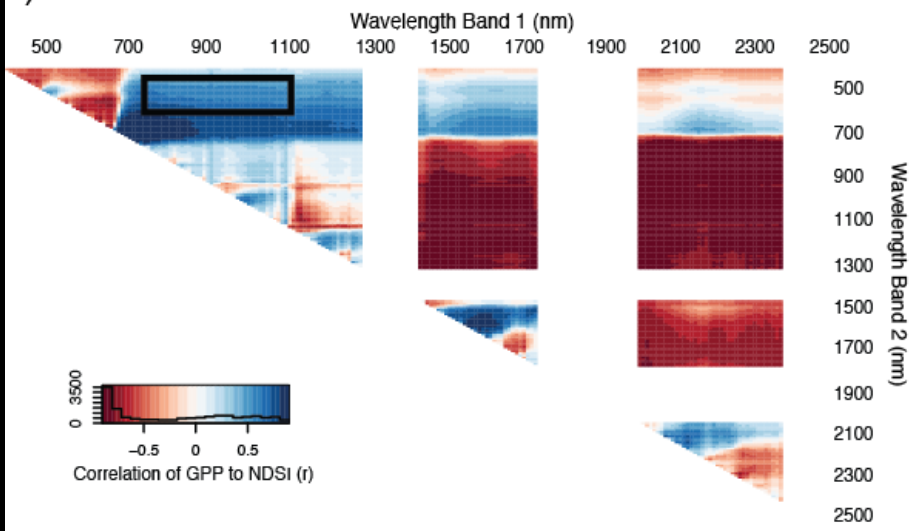 )
Wavelength Band 1 (nm)
500 700 900 1100 1300 1500 1700 1900 2100 2300 2500
500
700
900
1100
1300
1500
1700
1900
2100
2300
2500
Wavelength Band 2 (nm)
0 3500
−0.5 0 0.5
Correlation of GPP to NDSI (r)